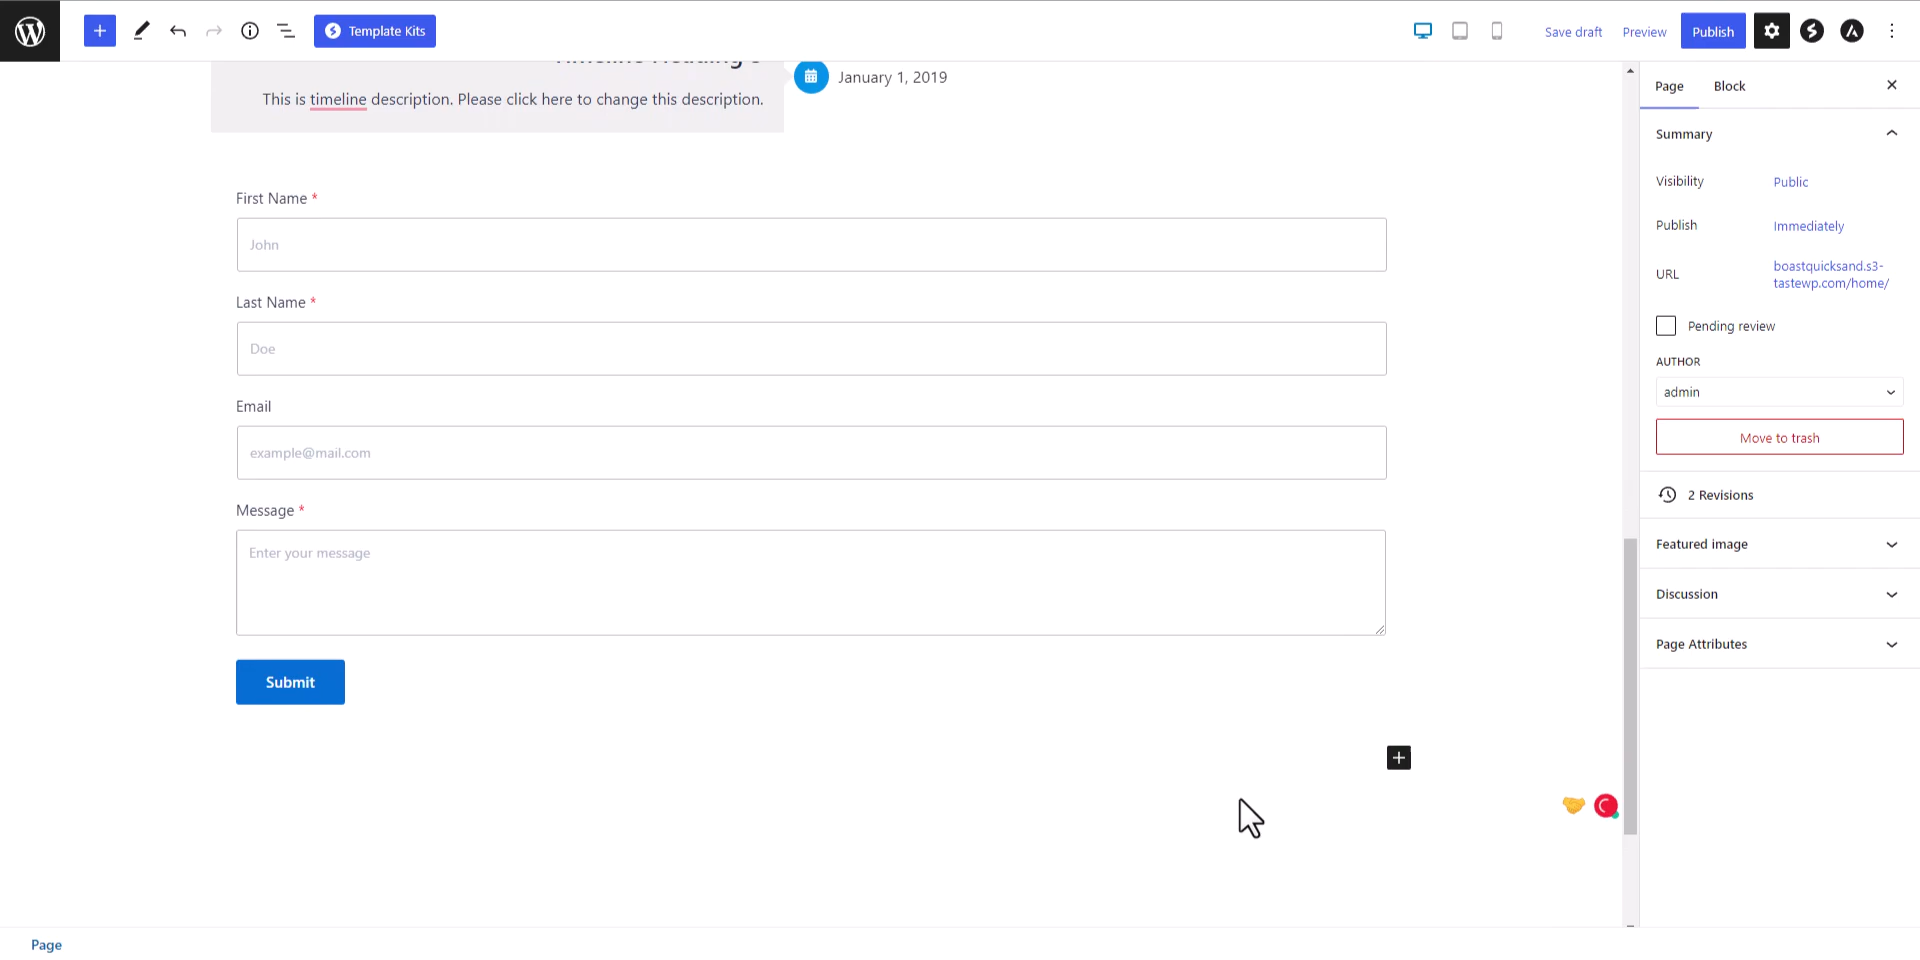 Template Kits
Save draft
Preview
Publish
This is timeline description. Please click here to change this description.
January 1, 2019
First Name *
John
Last Name *
Doe
Email
example@mail.com
Message *
Enter your message
Submit
Page
Block
Summary
Visibility
Public
Publish
Immediately
URL
boastquicksand.s3-
tastewp.com/home/
Pending review
AUTHOR
admin
Move to trash
2 Revisions
Featured image
Discussion
Page Attributes
Page